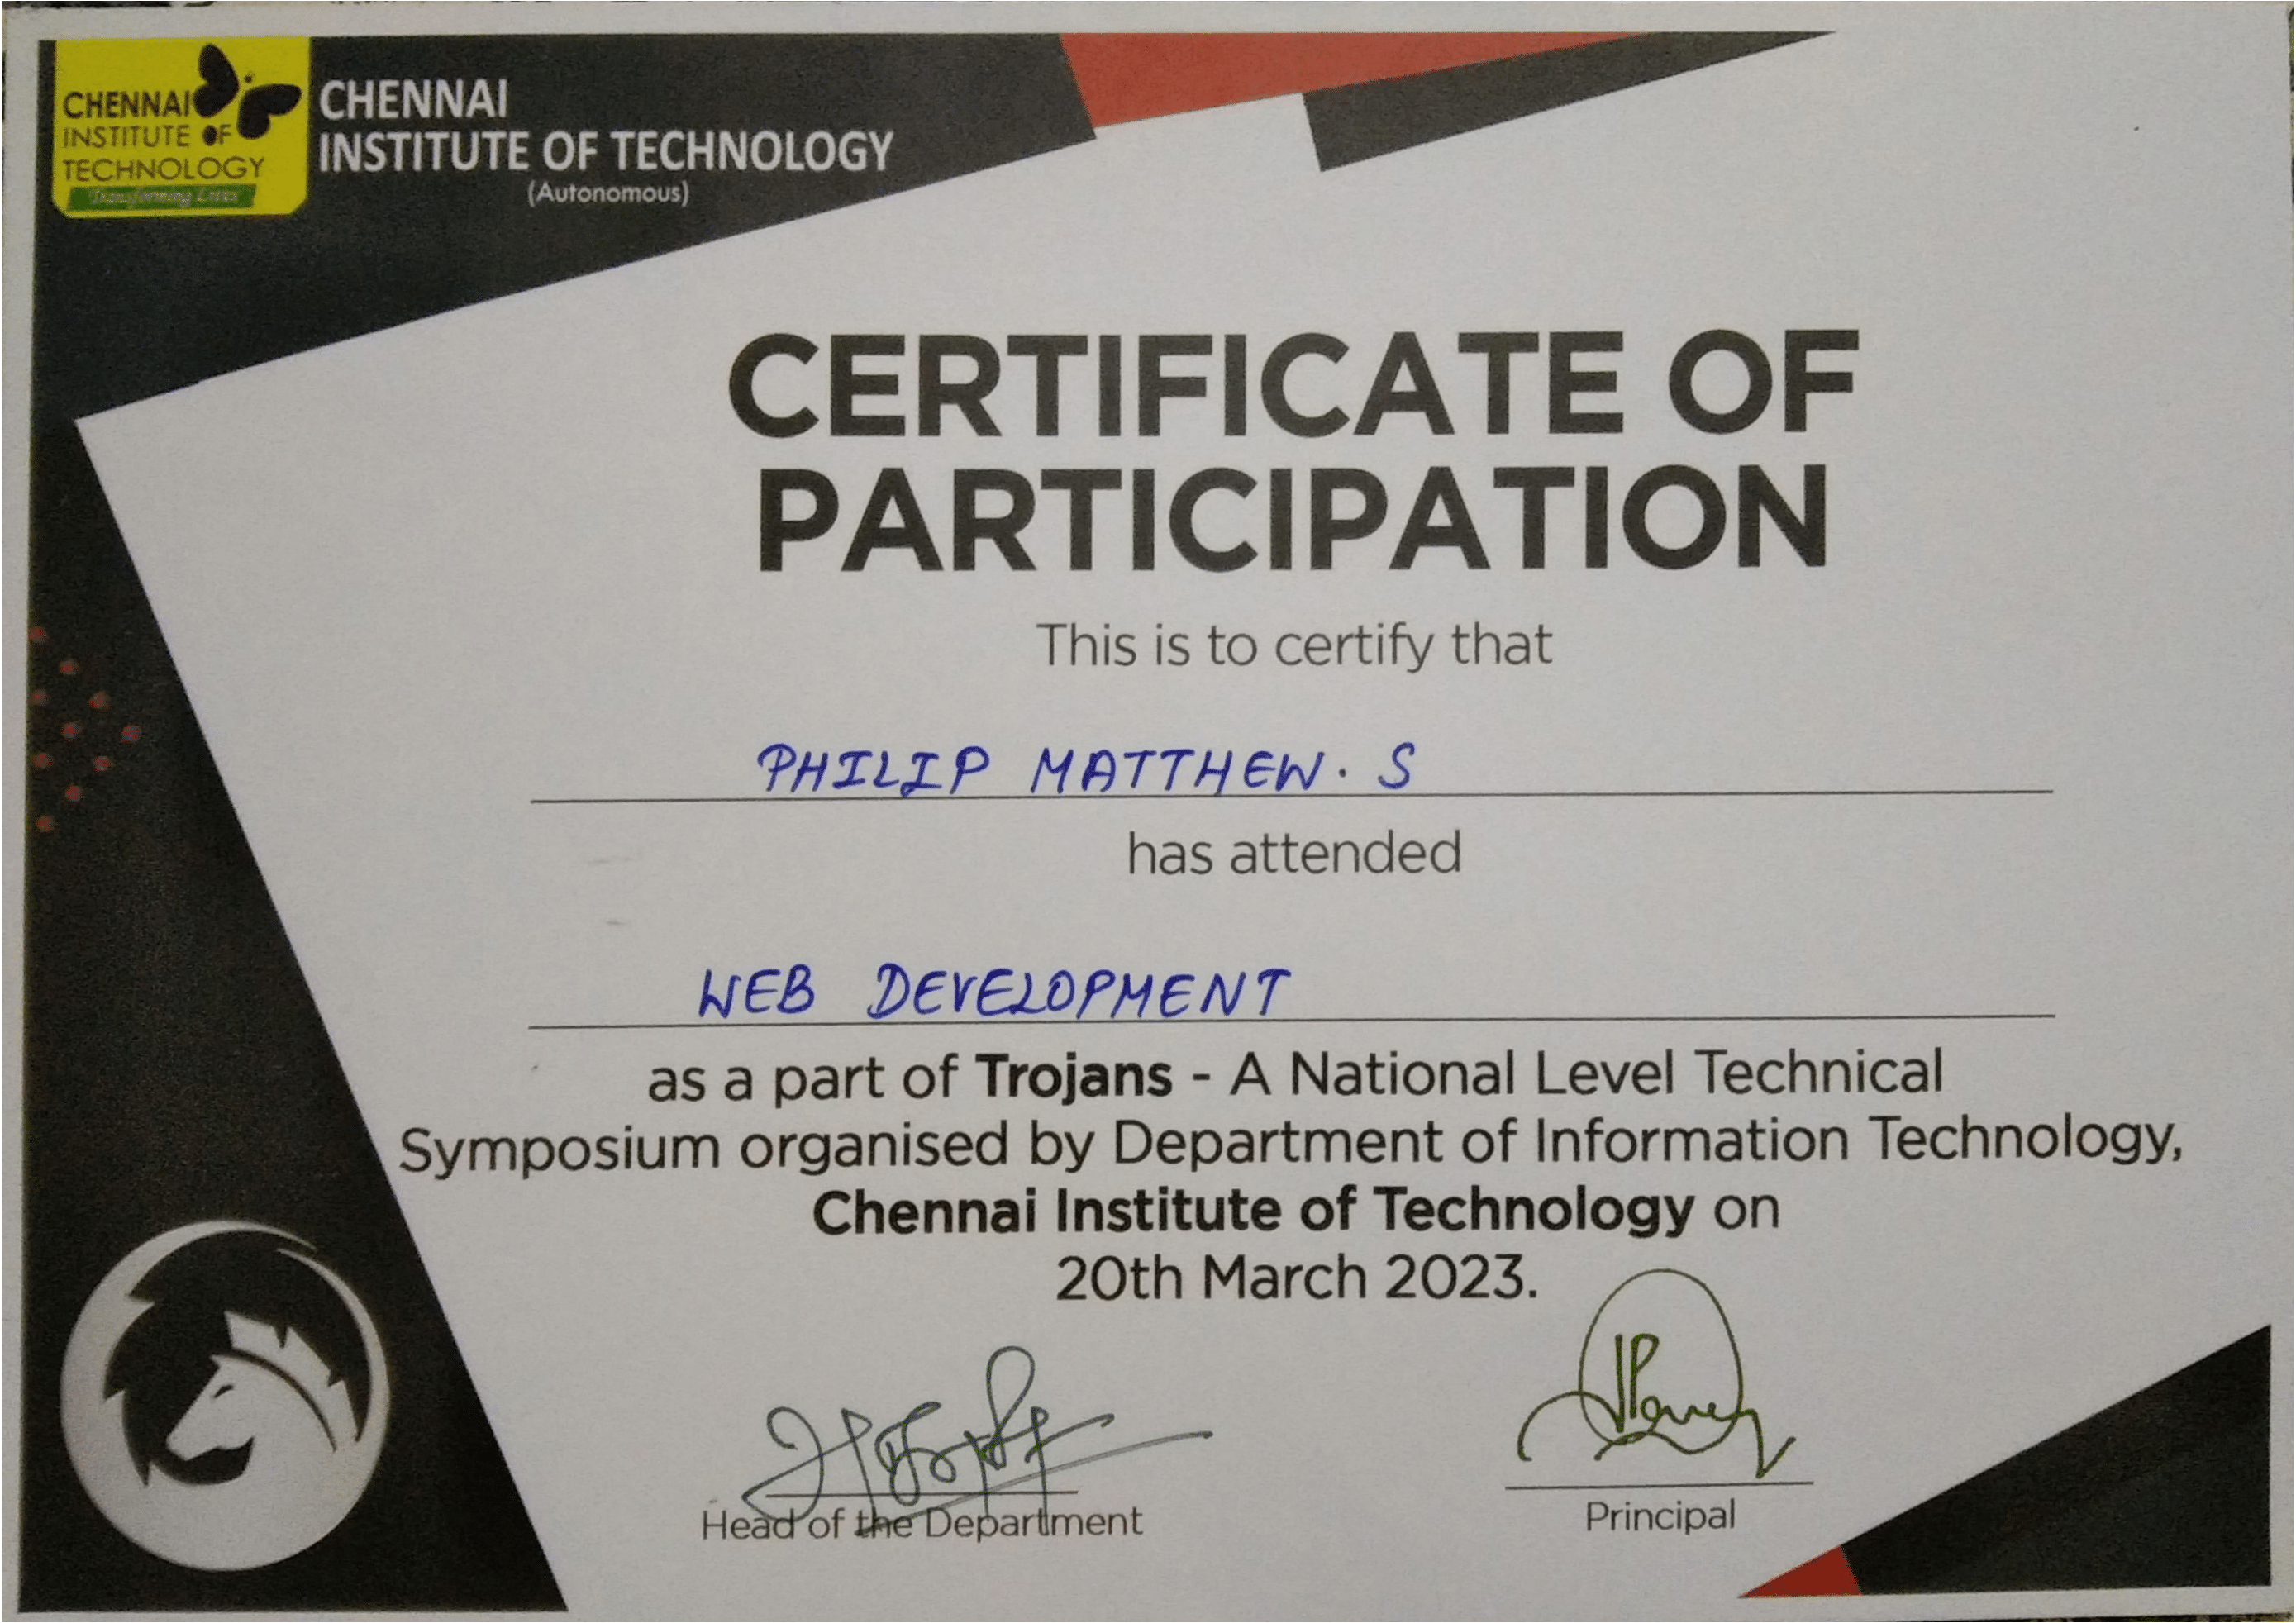 CHENNAI
INSTITUTE OF
TECHNOLOGY
Transforming Lives
CHENNAI
INSTITUTE OF TECHNOLOGY
(Autonomous)
CERTIFICATE OF
PARTICIPATION
This is to certify that
PHILIP MATTHEW. S
has attended
WEB DEVELOPMENT
as a part of Trojans - A National Level Technical
Symposium organised by Department of Information Technology,
Chennai Institute of Technology on
20th March 2023.
Head of the Department
Principal